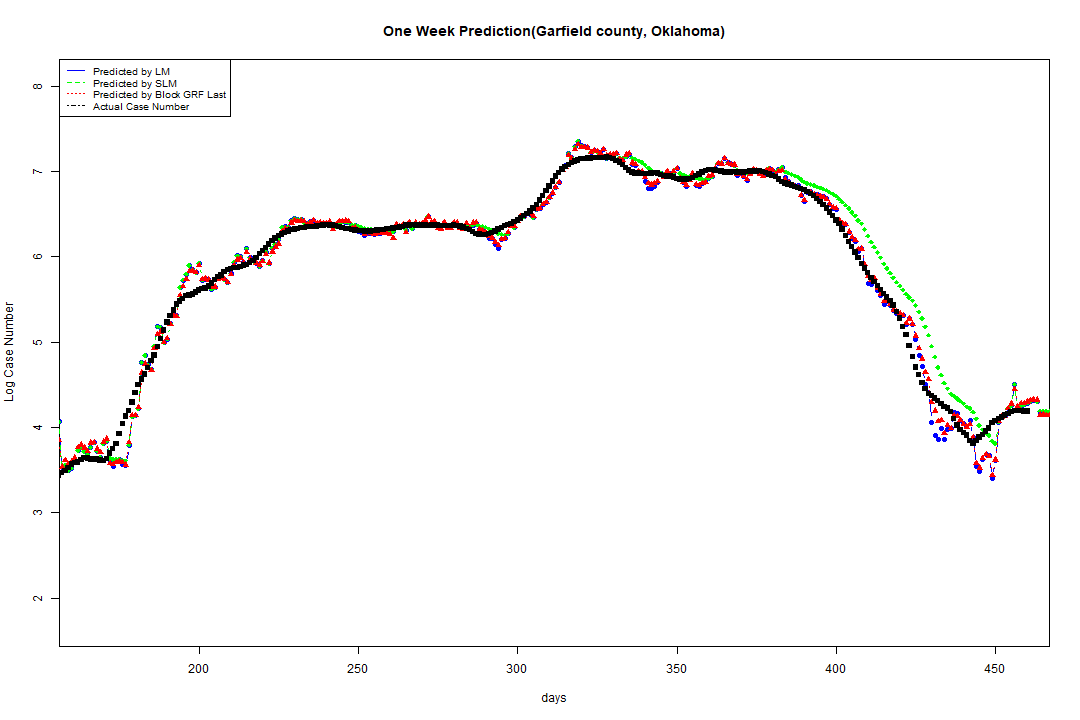 One Week Prediction(Garfield county, Oklahoma)
Predicted by LM
Predicted by SLM
Predicted by Block GRF Last
Actual Case Number
8
7
6
5
4
3
2
Log Case Number
200 250 300 350 400 450
days